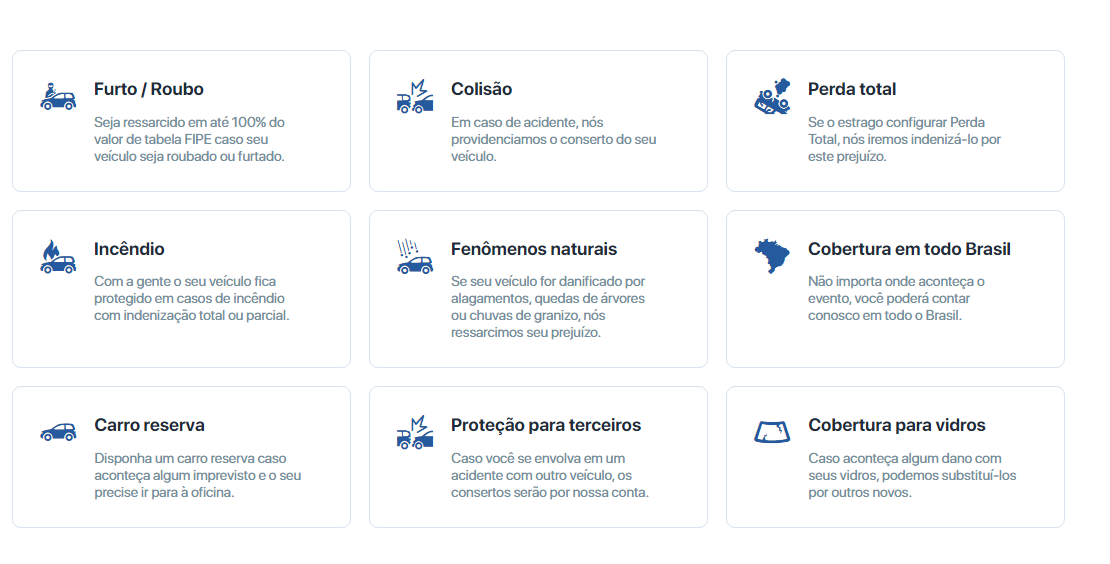 Furto / Roubo
Seja ressarcido em até 100% do
valor de tabela FIPE caso seu
veículo seja roubado ou furtado.
Colisão
Em caso de acidente, nós
providenciamos o conserto do seu
veículo.
Perda total
Se o estrago configurar Perda
Total, nós iremos indenizá-lo por
este prejuízo.
Incêndio
Com a gente o seu veículo fica
protegido em casos de incêndio
com indenização total ou parcial.
Fenômenos naturais
Se seu veículo for danificado por
alagamentos, quedas de árvores
ou chuvas de granizo, nós
ressarcimos seu prejuízo.
Cobertura em todo Brasil
Não importa onde aconteça o
evento, você poderá contar
conosco em todo o Brasil.
Carro reserva
Disponha um carro reserva caso
aconteça algum imprevisto e o seu
precise ir para à oficina.
Proteção para terceiros
Caso você se envolva em um
acidente com outro veículo, os
consertos serão por nossa conta.
Cobertura para vidros
Caso aconteça algum dano com
seus vidros, podemos substituí-los
por outros novos.